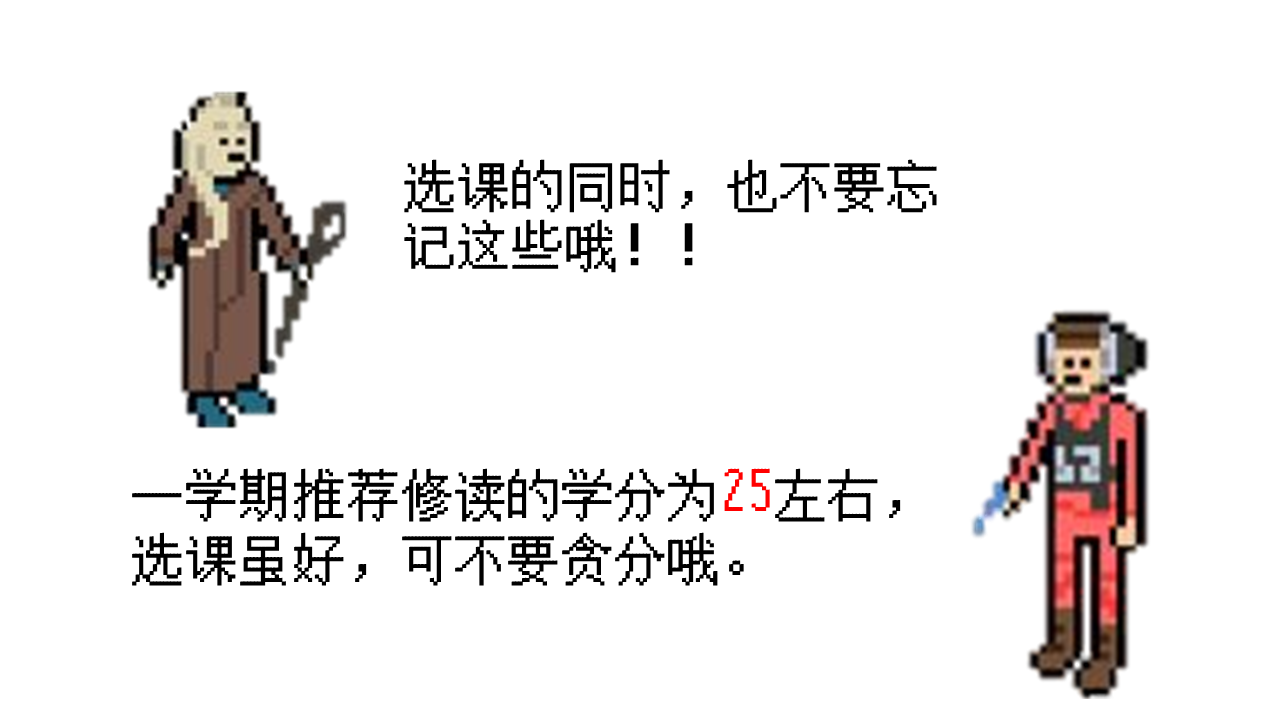 选课的同时，也不要忘
记这些哦！！
一学期推荐修读的学分为25左右，
选课虽好，可不要贪分哦。